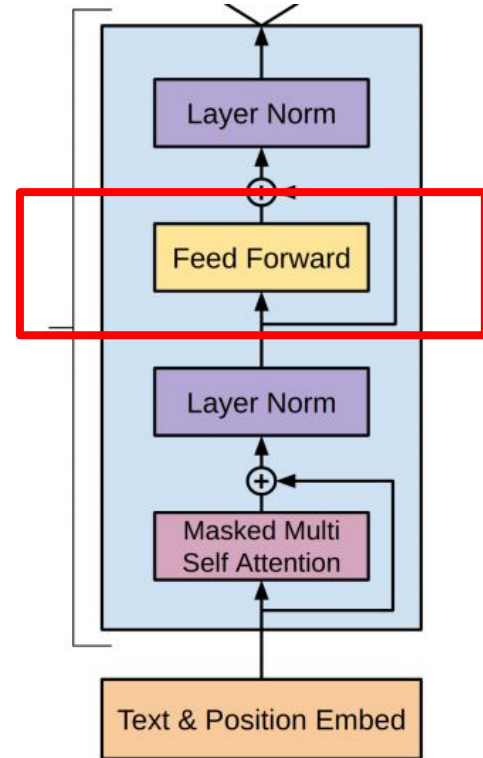 Layer Norm
Feed Forward
Layer Norm
Masked Multi
Self Attention
Text & Position Embed